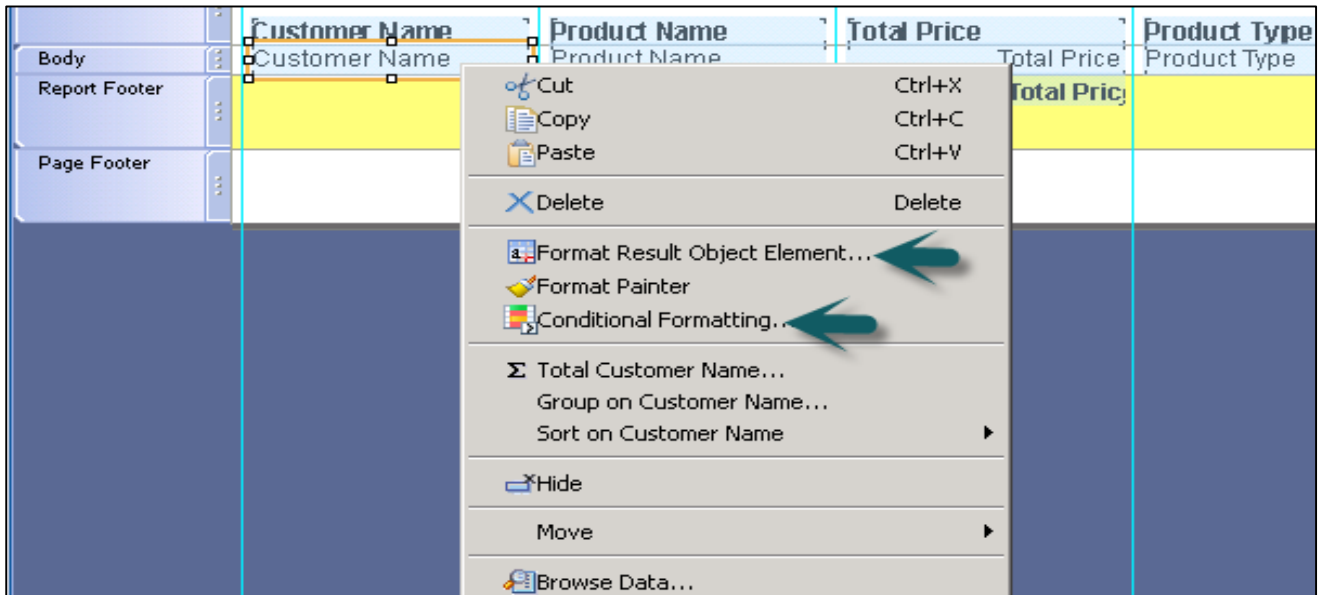 Customer Name Product Name Total Price Product Type
Body Customer Name Product Name Total Price Product Type
Report Footer Total Pric
Page Footer
Cut Ctrl+X
Copy Ctrl+C
Paste Ctrl+V
Delete Delete
Format Result Object Element...
Format Painter
Conditional Formatting...
Σ Total Customer Name...
Group on Customer Name...
Sort on Customer Name
Hide
Move
Browse Data...